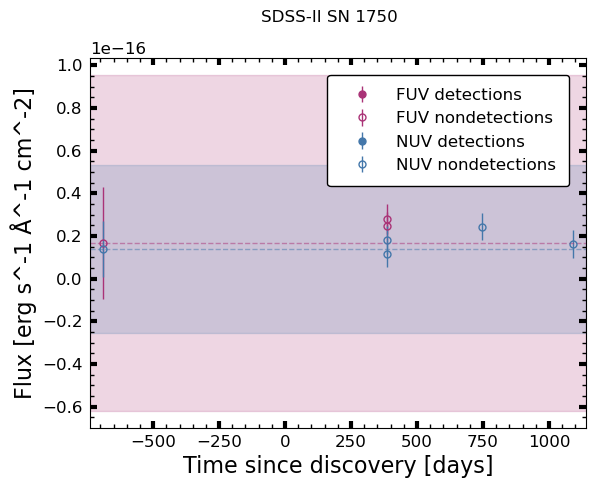 SDSS-II SN 1750
1e−16
1.0
0.8
0.6
0.4
0.2
0.0
−0.2
−0.4
−0.6
Flux [erg s^-1 Å^-1 cm^-2]
FUV detections
FUV nondetections
NUV detections
NUV nondetections
−500 −250 0 250 500 750 1000
Time since discovery [days]